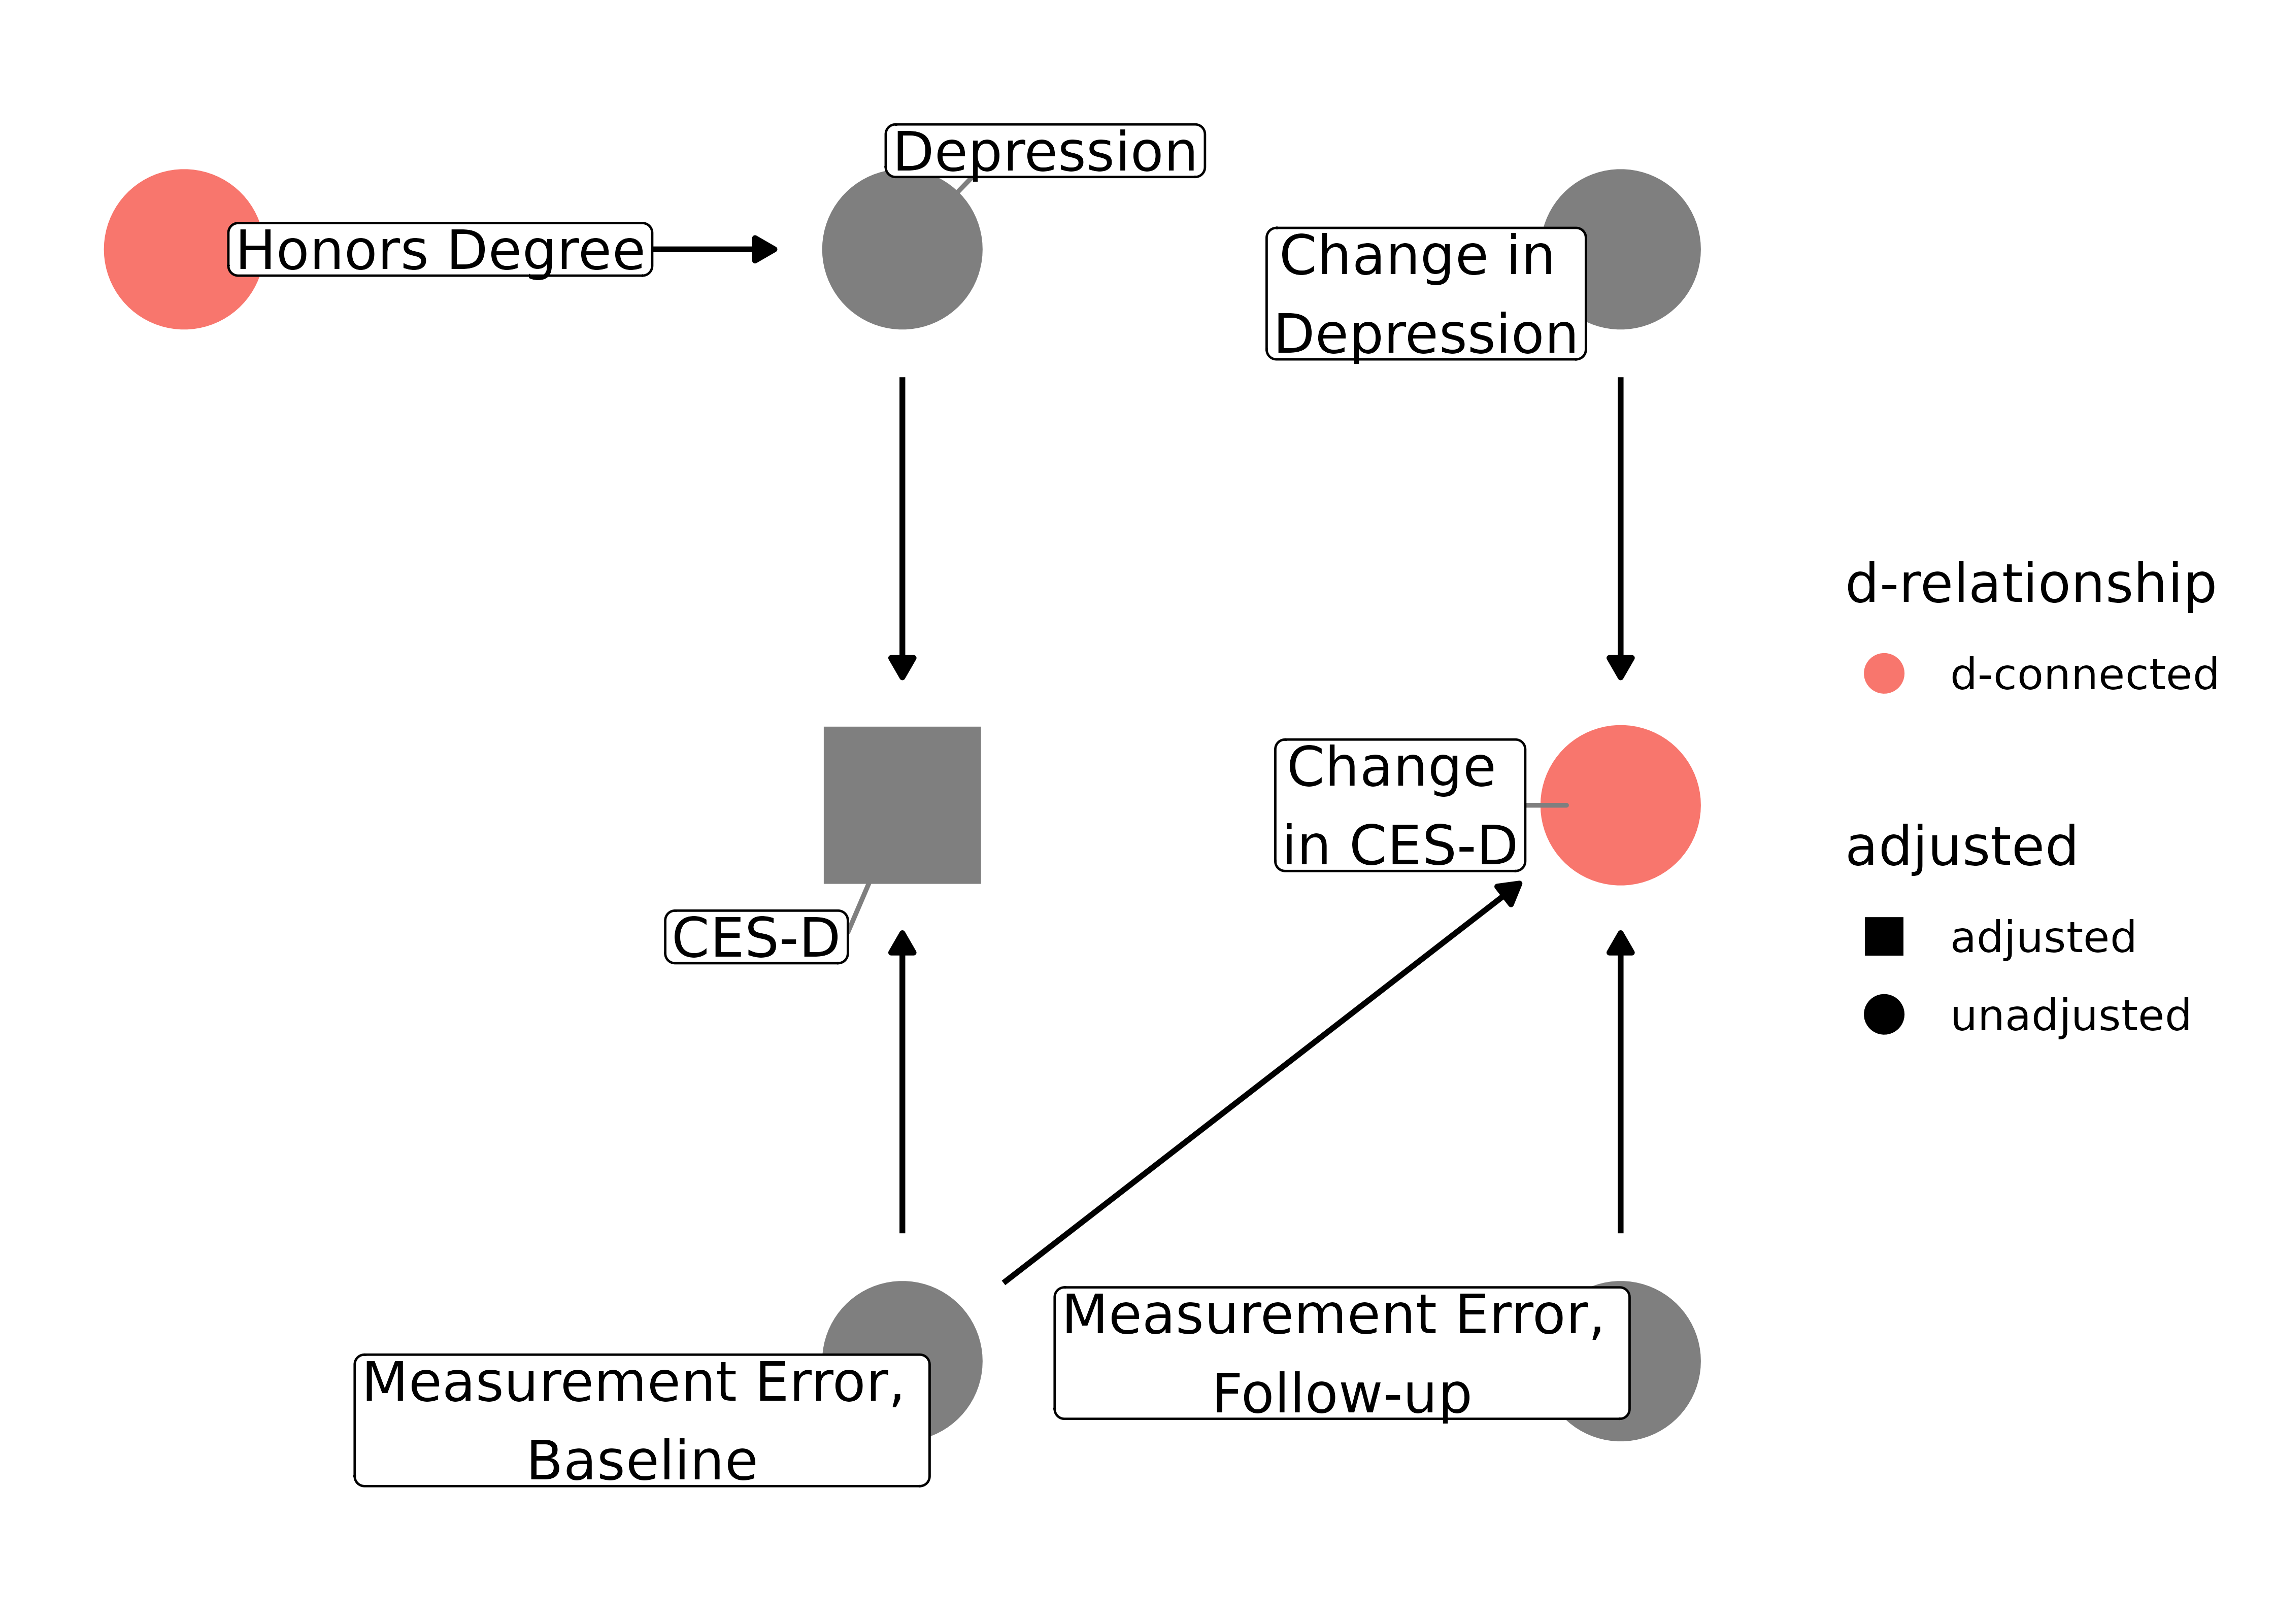 Depression
Honors Degree
Change in
Depression
d-relationship
d-connected
Change
in CES-D
adjusted
CES-D
adjusted
unadjusted
Measurement Error,
Follow-up
Measurement Error,
Baseline